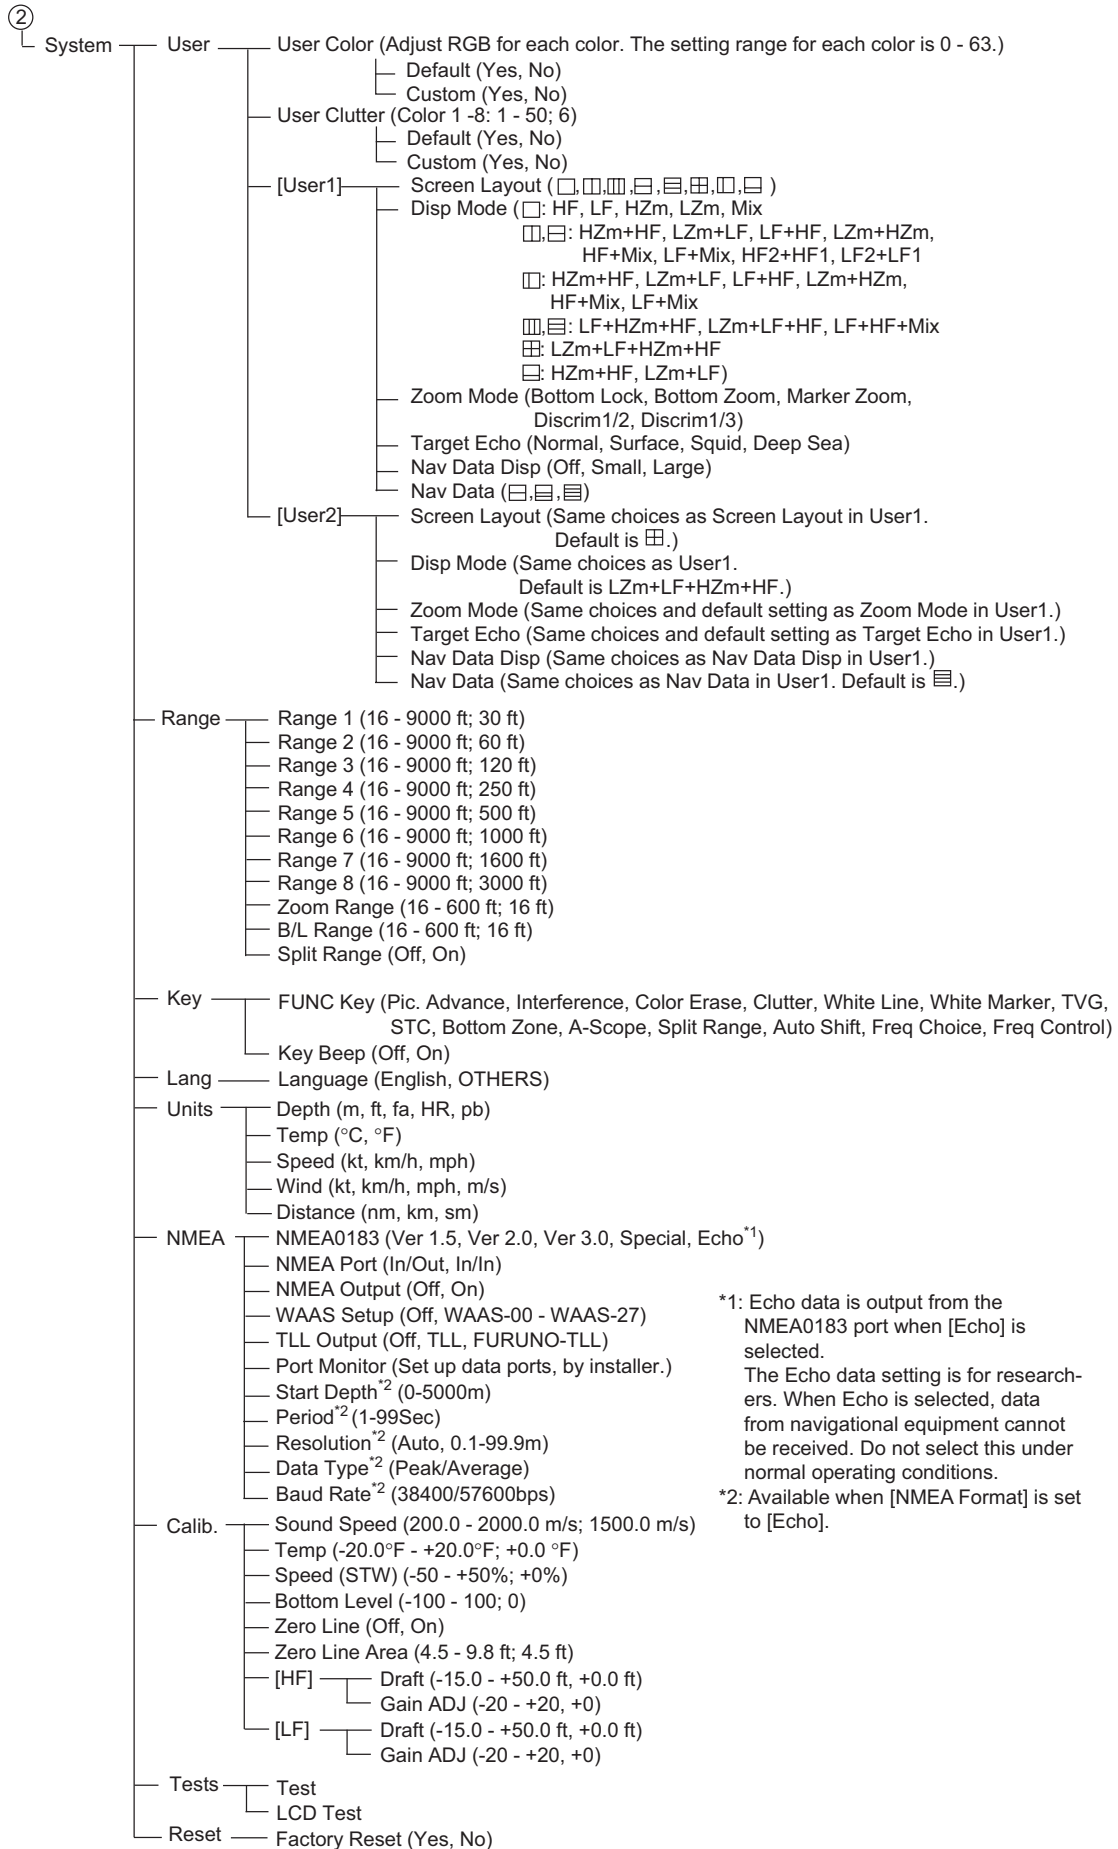 ②
System
User
User Color (Adjust RGB for each color. The setting range for each color is 0 - 63.)
Default (Yes, No)
Custom (Yes, No)
User Clutter (Color 1 -8: 1 - 50; 6)
Default (Yes, No)
Custom (Yes, No)
[User1]
Screen Layout ( , , , , , , , )
Disp Mode ( : HF, LF, HZm, LZm, Mix
, : HZm+HF, LZm+LF, LF+HF, LZm+HZm,
HF+Mix, LF+Mix, HF2+HF1, LF2+LF1
: HZm+HF, LZm+LF, LF+HF, LZm+HZm,
HF+Mix, LF+Mix
, : LF+HZm+HF, LZm+LF+HF, LF+HF+Mix
: LZm+LF+HZm+HF
: HZm+HF, LZm+LF)
Zoom Mode (Bottom Lock, Bottom Zoom, Marker Zoom,
Discrim1/2, Discrim1/3)
Target Echo (Normal, Surface, Squid, Deep Sea)
Nav Data Disp (Off, Small, Large)
Nav Data ( , , )
[User2]
Screen Layout (Same choices as Screen Layout in User1.
Default is .)
Disp Mode (Same choices as User1.
Default is LZm+LF+HZm+HF.)
Zoom Mode (Same choices and default setting as Zoom Mode in User1.)
Target Echo (Same choices and default setting as Target Echo in User1.)
Nav Data Disp (Same choices as Nav Data Disp in User1.)
Nav Data (Same choices as Nav Data in User1. Default is .)
Range
Range 1 (16 - 9000 ft; 30 ft)
Range 2 (16 - 9000 ft; 60 ft)
Range 3 (16 - 9000 ft; 120 ft)
Range 4 (16 - 9000 ft; 250 ft)
Range 5 (16 - 9000 ft; 500 ft)
Range 6 (16 - 9000 ft; 1000 ft)
Range 7 (16 - 9000 ft; 1600 ft)
Range 8 (16 - 9000 ft; 3000 ft)
Zoom Range (16 - 600 ft; 16 ft)
B/L Range (16 - 600 ft; 16 ft)
Split Range (Off, On)
Key
FUNC Key (Pic. Advance, Interference, Color Erase, Clutter, White Line, White Marker, TVG,
STC, Bottom Zone, A-Scope, Split Range, Auto Shift, Freq Choice, Freq Control)
Key Beep (Off, On)
Lang
Language (English, OTHERS)
Units
Depth (m, ft, fa, HR, pb)
Temp (°C, °F)
Speed (kt, km/h, mph)
Wind (kt, km/h, mph, m/s)
Distance (nm, km, sm)
NMEA
NMEA0183 (Ver 1.5, Ver 2.0, Ver 3.0, Special, Echo*1)
NMEA Port (In/Out, In/In)
NMEA Output (Off, On)
WAAS Setup (Off, WAAS-00 - WAAS-27)
TLL Output (Off, TLL, FURUNO-TLL)
Port Monitor (Set up data ports, by installer.)
Start Depth*2 (0-5000m)
Period*2 (1-99Sec)
Resolution*2 (Auto, 0.1-99.9m)
Data Type*2 (Peak/Average)
Baud Rate*2 (38400/57600bps)
*1: Echo data is output from the
NMEA0183 port when [Echo] is
selected.
The Echo data setting is for research-
ers. When Echo is selected, data
from navigational equipment cannot
be received. Do not select this under
normal operating conditions.
*2: Available when [NMEA Format] is set
to [Echo].
Calib.
Sound Speed (200.0 - 2000.0 m/s; 1500.0 m/s)
Temp (-20.0°F - +20.0°F; +0.0 °F)
Speed (STW) (-50 - +50%; +0%)
Bottom Level (-100 - 100; 0)
Zero Line (Off, On)
Zero Line Area (4.5 - 9.8 ft; 4.5 ft)
[HF]
Draft (-15.0 - +50.0 ft, +0.0 ft)
Gain ADJ (-20 - +20, +0)
[LF]
Draft (-15.0 - +50.0 ft, +0.0 ft)
Gain ADJ (-20 - +20, +0)
Tests
Test
LCD Test
Reset
Factory Reset (Yes, No)